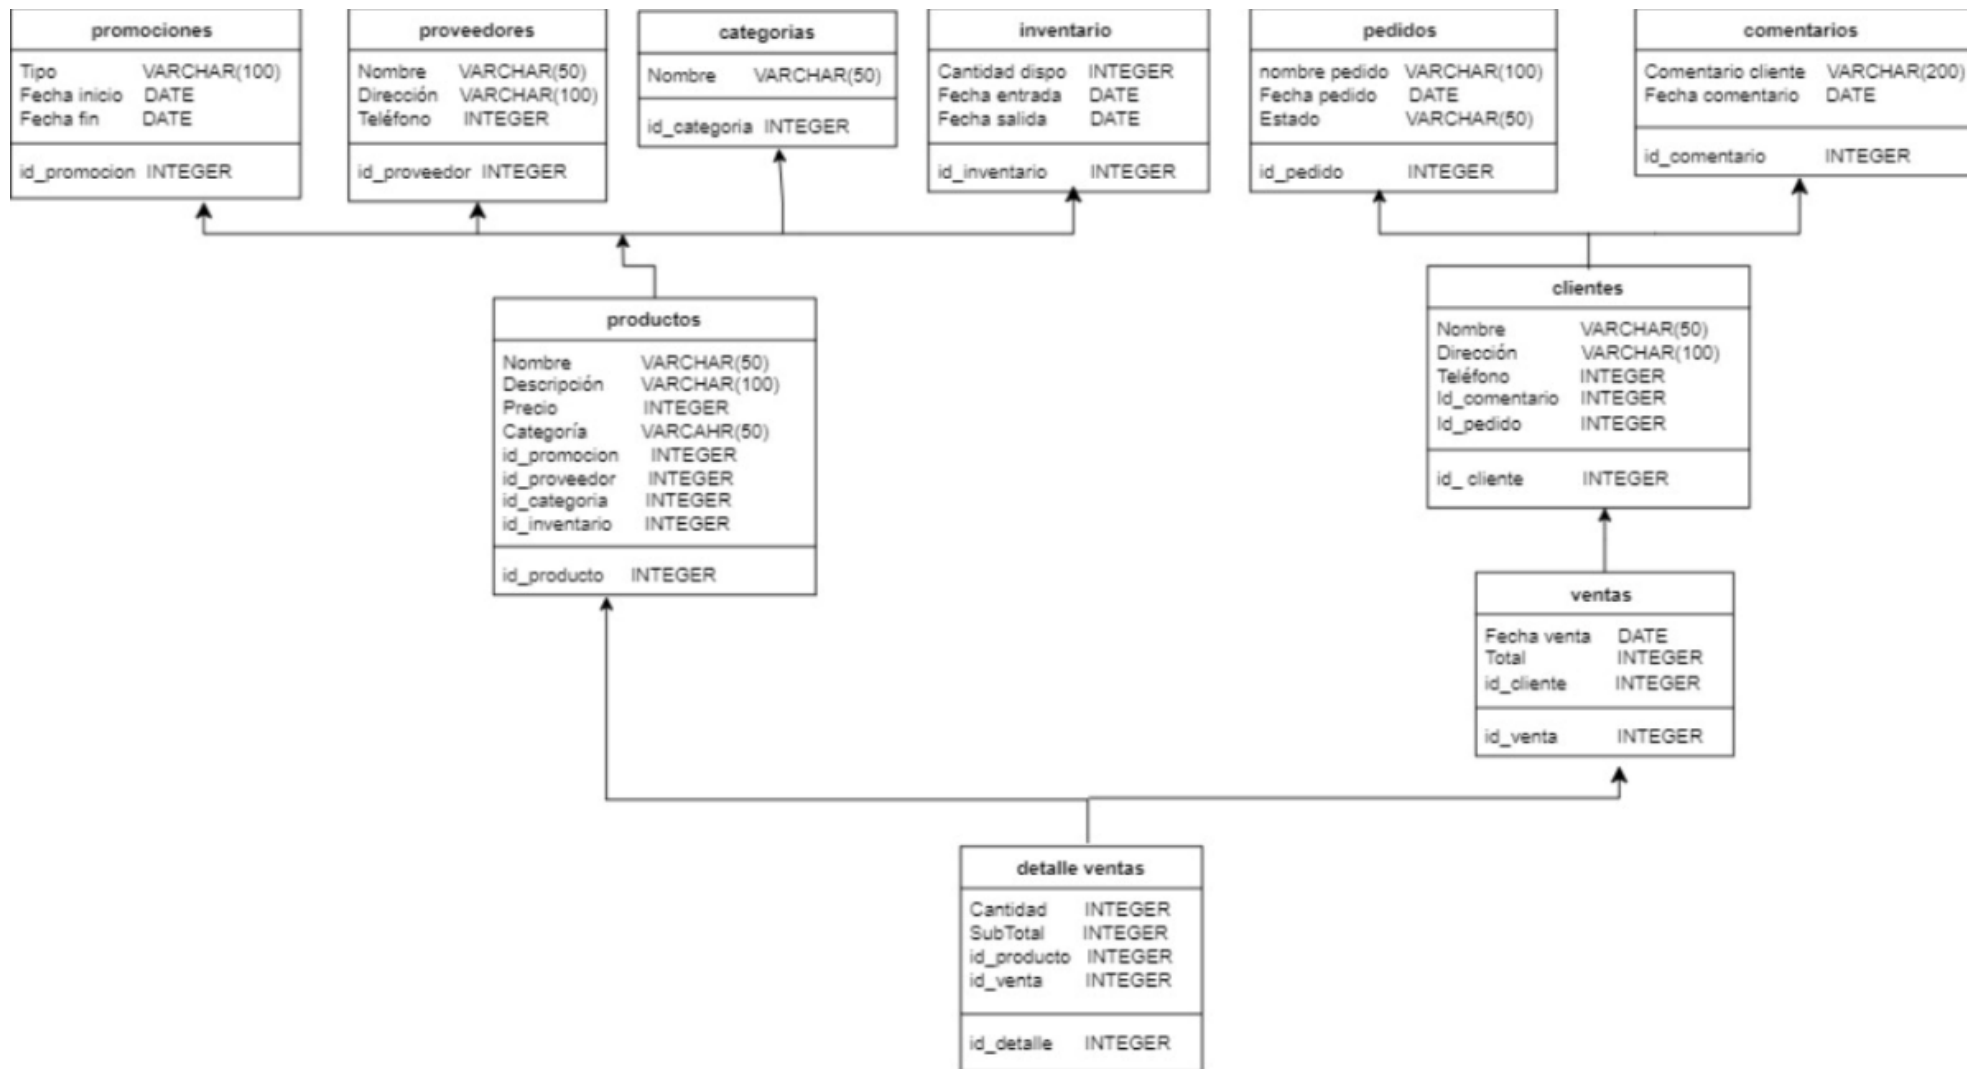 promociones
Tipo VARCHAR(100)
Fecha inicio DATE
Fecha fin DATE
id_promocion INTEGER
proveedores
Nombre VARCHAR(50)
Dirección VARCHAR(100)
Teléfono INTEGER
id_proveedor INTEGER
categorias
Nombre VARCHAR(50)
id_categoria INTEGER
inventario
Cantidad dispo INTEGER
Fecha entrada DATE
Fecha salida DATE
id_inventario INTEGER
pedidos
nombre pedido VARCHAR(100)
Fecha pedido DATE
Estado VARCHAR(50)
id_pedido INTEGER
comentarios
Comentario cliente VARCHAR(200)
Fecha comentario DATE
id_comentario INTEGER
productos
Nombre VARCHAR(50)
Descripción VARCHAR(100)
Precio INTEGER
Categoría VARCAHR(50)
id_promocion INTEGER
id_proveedor INTEGER
id_categoria INTEGER
id_inventario INTEGER
id_producto INTEGER
clientes
Nombre VARCHAR(50)
Dirección VARCHAR(100)
Teléfono INTEGER
Id_comentario INTEGER
Id_pedido INTEGER
id_ cliente INTEGER
ventas
Fecha venta DATE
Total INTEGER
id_cliente INTEGER
id_venta INTEGER
detalle ventas
Cantidad INTEGER
SubTotal INTEGER
id_producto INTEGER
id_venta INTEGER
id_detalle INTEGER